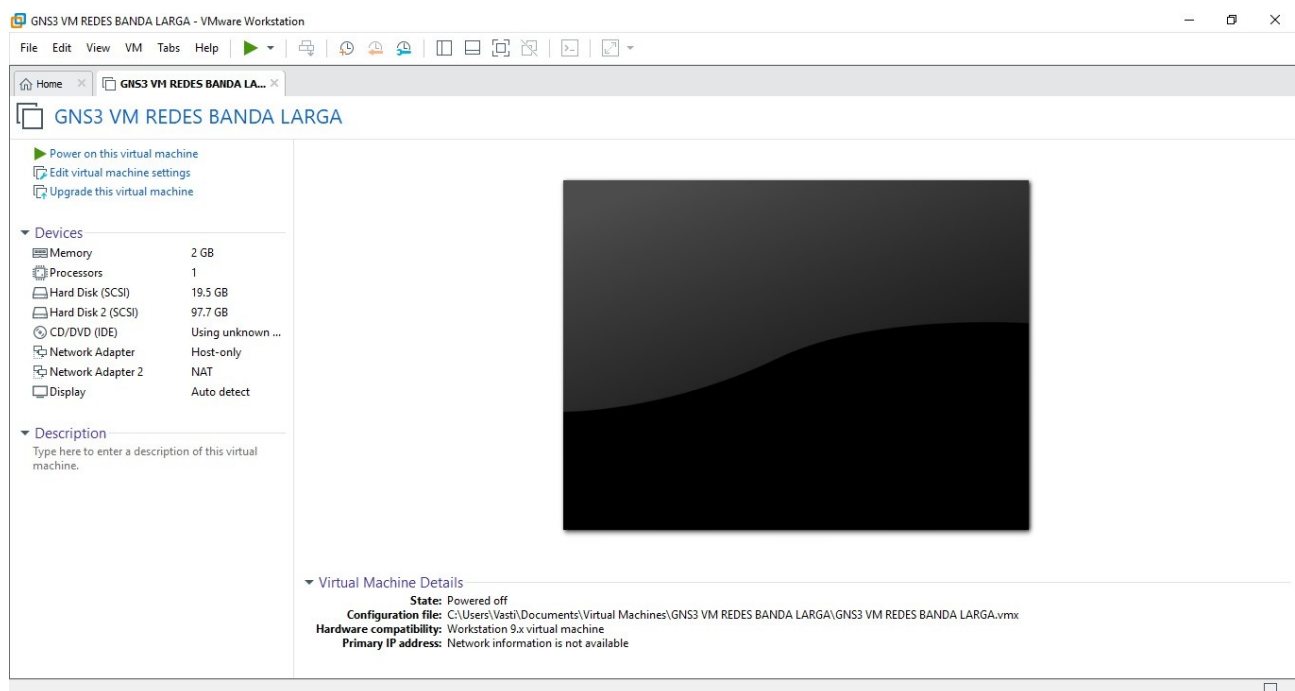 GNS3 VM REDES BANDA LARGA - VMware Workstation
File Edit View VM Tabs Help
Home GNS3 VM REDES BANDA LA...
GNS3 VM REDES BANDA LARGA
Power on this virtual machine
Edit virtual machine settings
Upgrade this virtual machine
Devices
Memory 2 GB
Processors 1
Hard Disk (SCSI) 19.5 GB
Hard Disk 2 (SCSI) 97.7 GB
CD/DVD (IDE) Using unknown ...
Network Adapter Host-only
Network Adapter 2 NAT
Display Auto detect
Description
Type here to enter a description of this virtual
machine.
Virtual Machine Details
State: Powered off
Configuration file: C:\Users\Vasti\Documents\Virtual Machines\GNS3 VM REDES BANDA LARGA\GNS3 VM REDES BANDA LARGA.vmx
Hardware compatibility: Workstation 9.x virtual machine
Primary IP address: Network information is not available